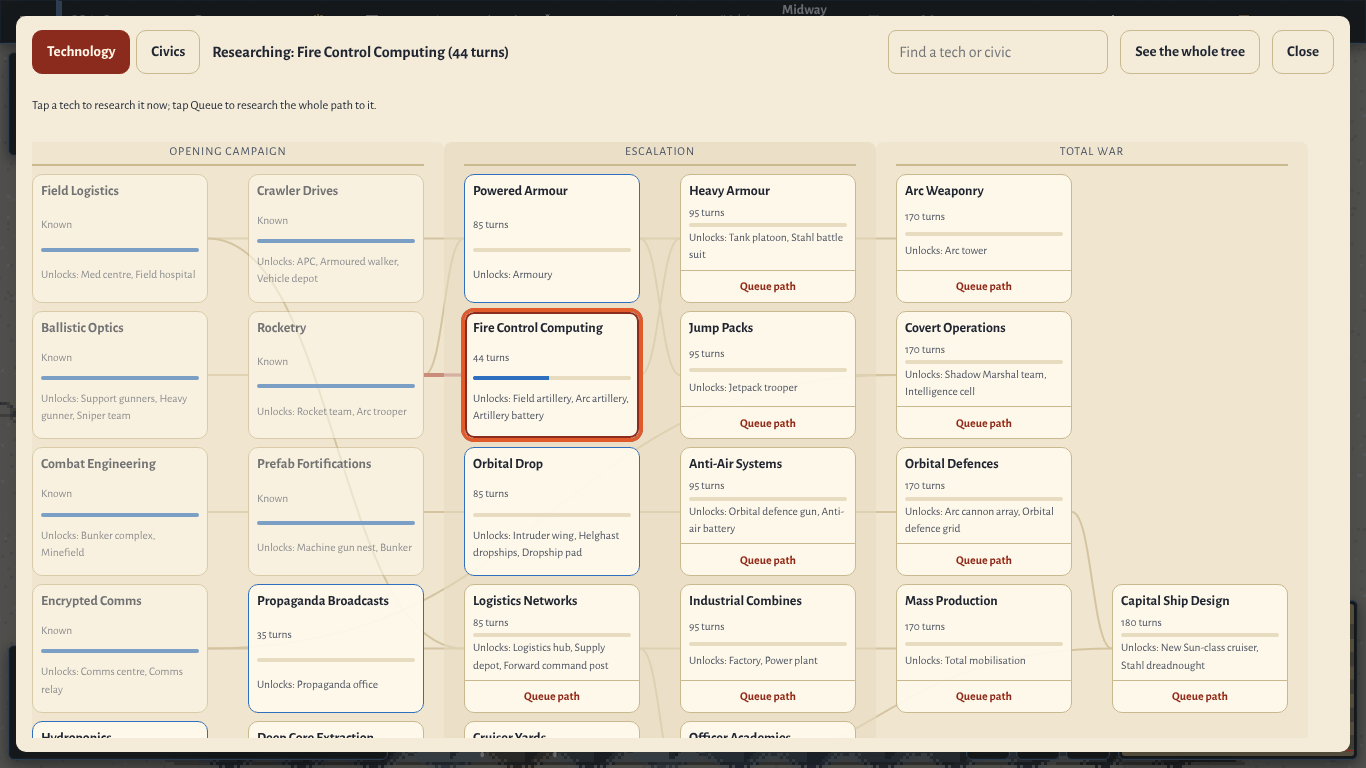 Midway
Technology
Civics
Researching: Fire Control Computing (44 turns)
Find a tech or civic
See the whole tree
Close
Tap a tech to research it now; tap Queue to research the whole path to it.
OPENING CAMPAIGN
ESCALATION
TOTAL WAR
Field Logistics
Known
Unlocks: Med centre, Field hospital
Crawler Drives
Known
Unlocks: APC, Armoured walker,
Vehicle depot
Powered Armour
85 turns
Unlocks: Armoury
Heavy Armour
95 turns
Unlocks: Tank platoon, Stahl battle
suit
Queue path
Arc Weaponry
170 turns
Unlocks: Arc tower
Queue path
Ballistic Optics
Known
Unlocks: Support gunners, Heavy
gunner, Sniper team
Rocketry
Known
Unlocks: Rocket team, Arc trooper
Fire Control Computing
44 turns
Unlocks: Field artillery, Arc artillery,
Artillery battery
Jump Packs
95 turns
Unlocks: Jetpack trooper
Queue path
Covert Operations
170 turns
Unlocks: Shadow Marshal team,
Intelligence cell
Queue path
Combat Engineering
Known
Unlocks: Bunker complex,
Minefield
Prefab Fortifications
Known
Unlocks: Machine gun nest, Bunker
Orbital Drop
85 turns
Unlocks: Intruder wing, Helghast
dropships, Dropship pad
Anti-Air Systems
95 turns
Unlocks: Orbital defence gun, Anti-
air battery
Queue path
Orbital Defences
170 turns
Unlocks: Arc cannon array, Orbital
defence grid
Queue path
Encrypted Comms
Known
Unlocks: Comms centre, Comms
relay
Propaganda Broadcasts
35 turns
Unlocks: Propaganda office
Logistics Networks
85 turns
Unlocks: Logistics hub, Supply
depot, Forward command post
Queue path
Industrial Combines
95 turns
Unlocks: Factory, Power plant
Queue path
Mass Production
170 turns
Unlocks: Total mobilisation
Queue path
Capital Ship Design
180 turns
Unlocks: New Sun-class cruiser,
Stahl dreadnought
Queue path
Hydroponics
Deep Core Extraction
Cruiser Yards
Officer Academies